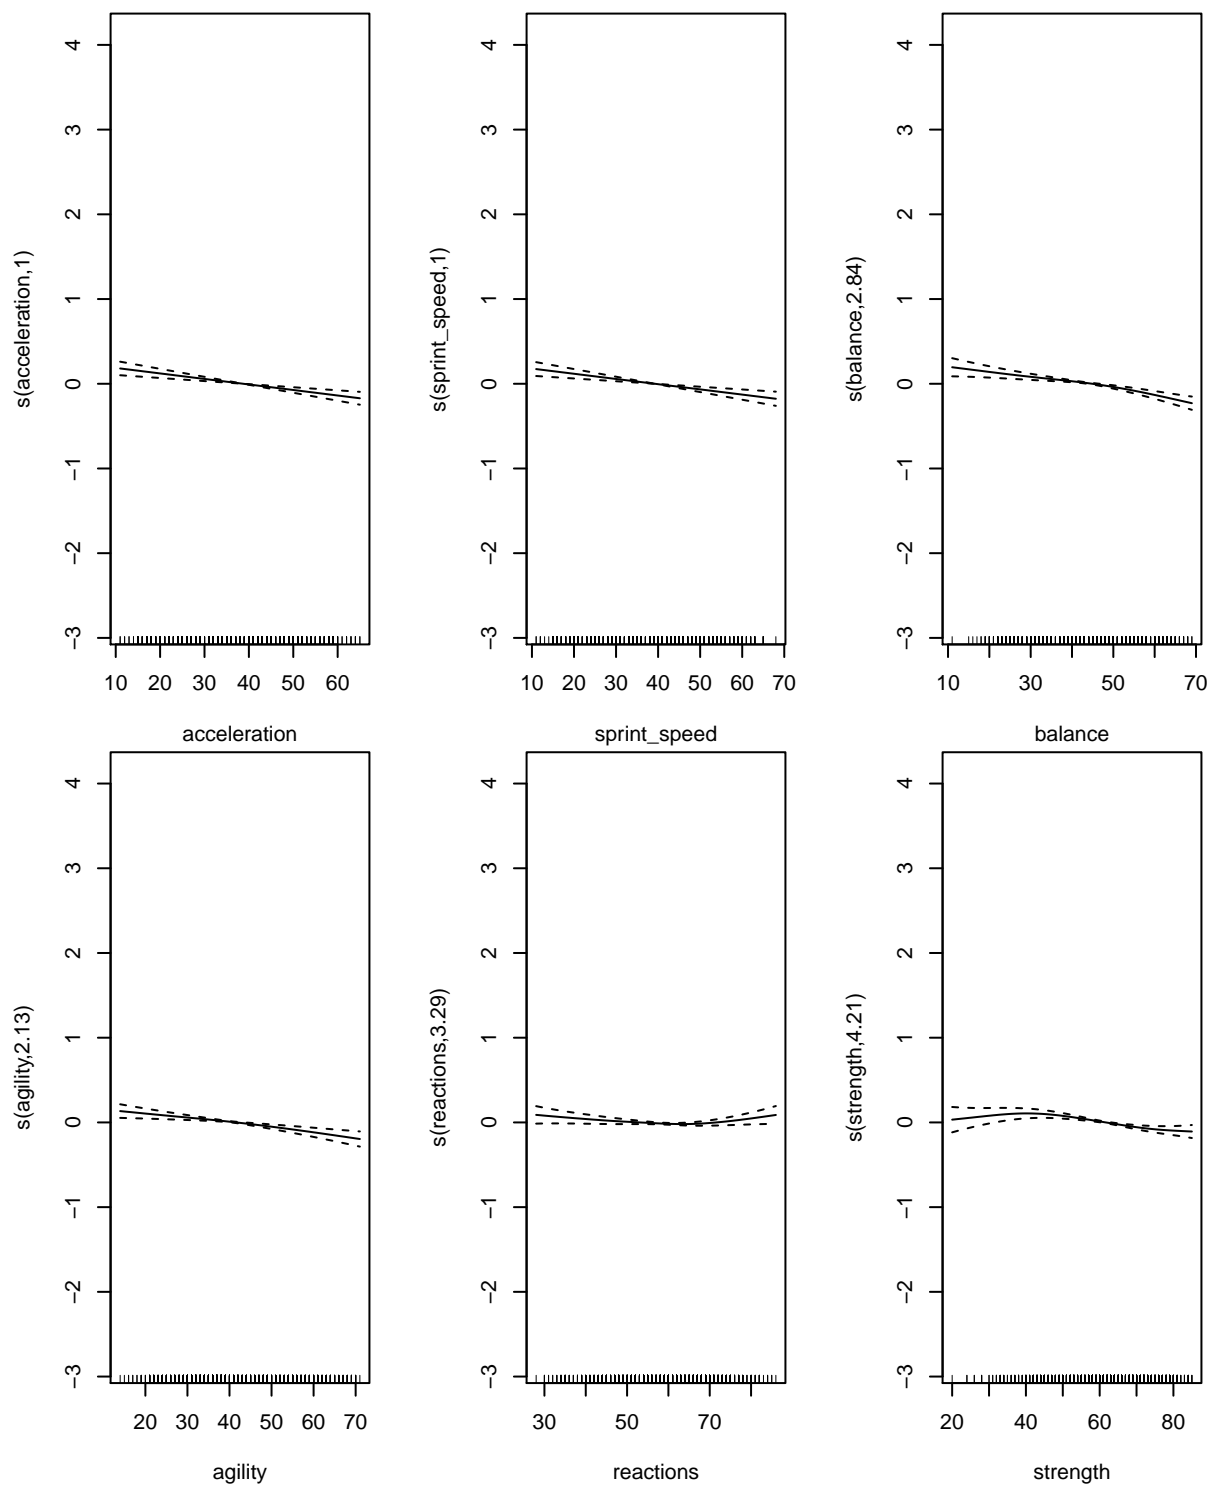 s(acceleration,1)
4
3
2
1
0
−1
−2
−3
10 20 30 40 50 60
acceleration
s(sprint_speed,1)
4
3
2
1
0
−1
−2
−3
10 20 30 40 50 60 70
sprint_speed
s(balance,2.84)
4
3
2
1
0
−1
−2
−3
10 30 50 70
balance
s(agility,2.13)
4
3
2
1
0
−1
−2
−3
20 30 40 50 60 70
agility
s(reactions,3.29)
4
3
2
1
0
−1
−2
−3
30 50 70
reactions
s(strength,4.21)
4
3
2
1
0
−1
−2
−3
20 40 60 80
strength